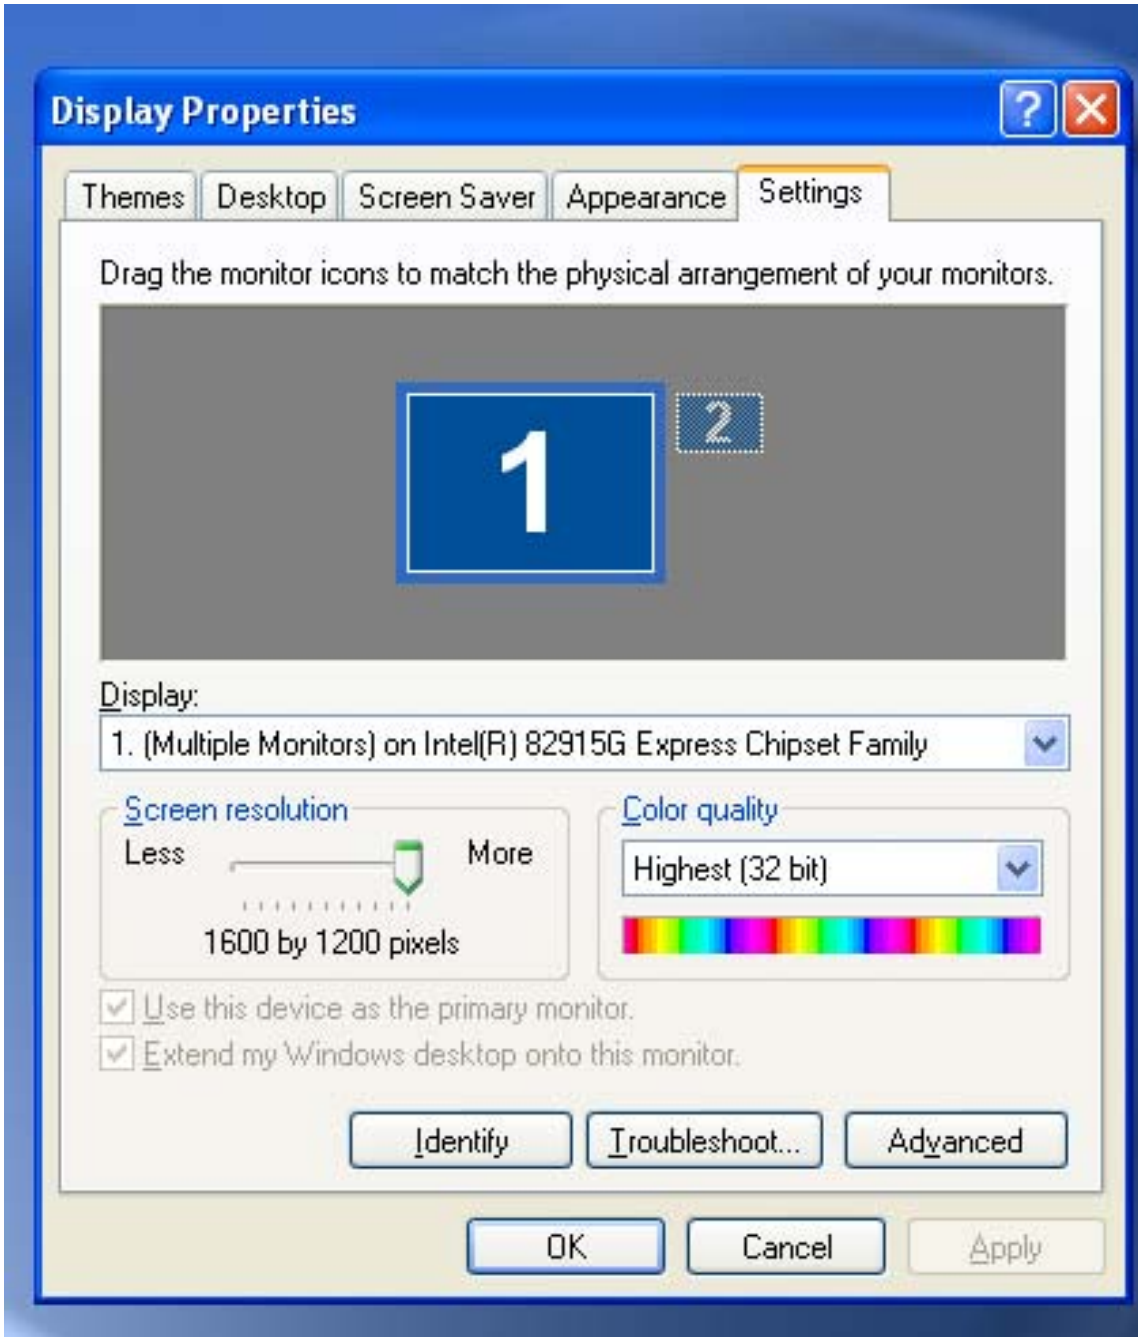 Display Properties
Themes Desktop Screen Saver Appearance Settings
Drag the monitor icons to match the physical arrangement of your monitors.
1 2
Display:
1. (Multiple Monitors) on Intel(R) 82915G Express Chipset Family
Screen resolution
Less More
1600 by 1200 pixels
Color quality
Highest (32 bit)
Use this device as the primary monitor.
Extend my Windows desktop onto this monitor.
Identify Troubleshoot... Advanced
OK Cancel Apply